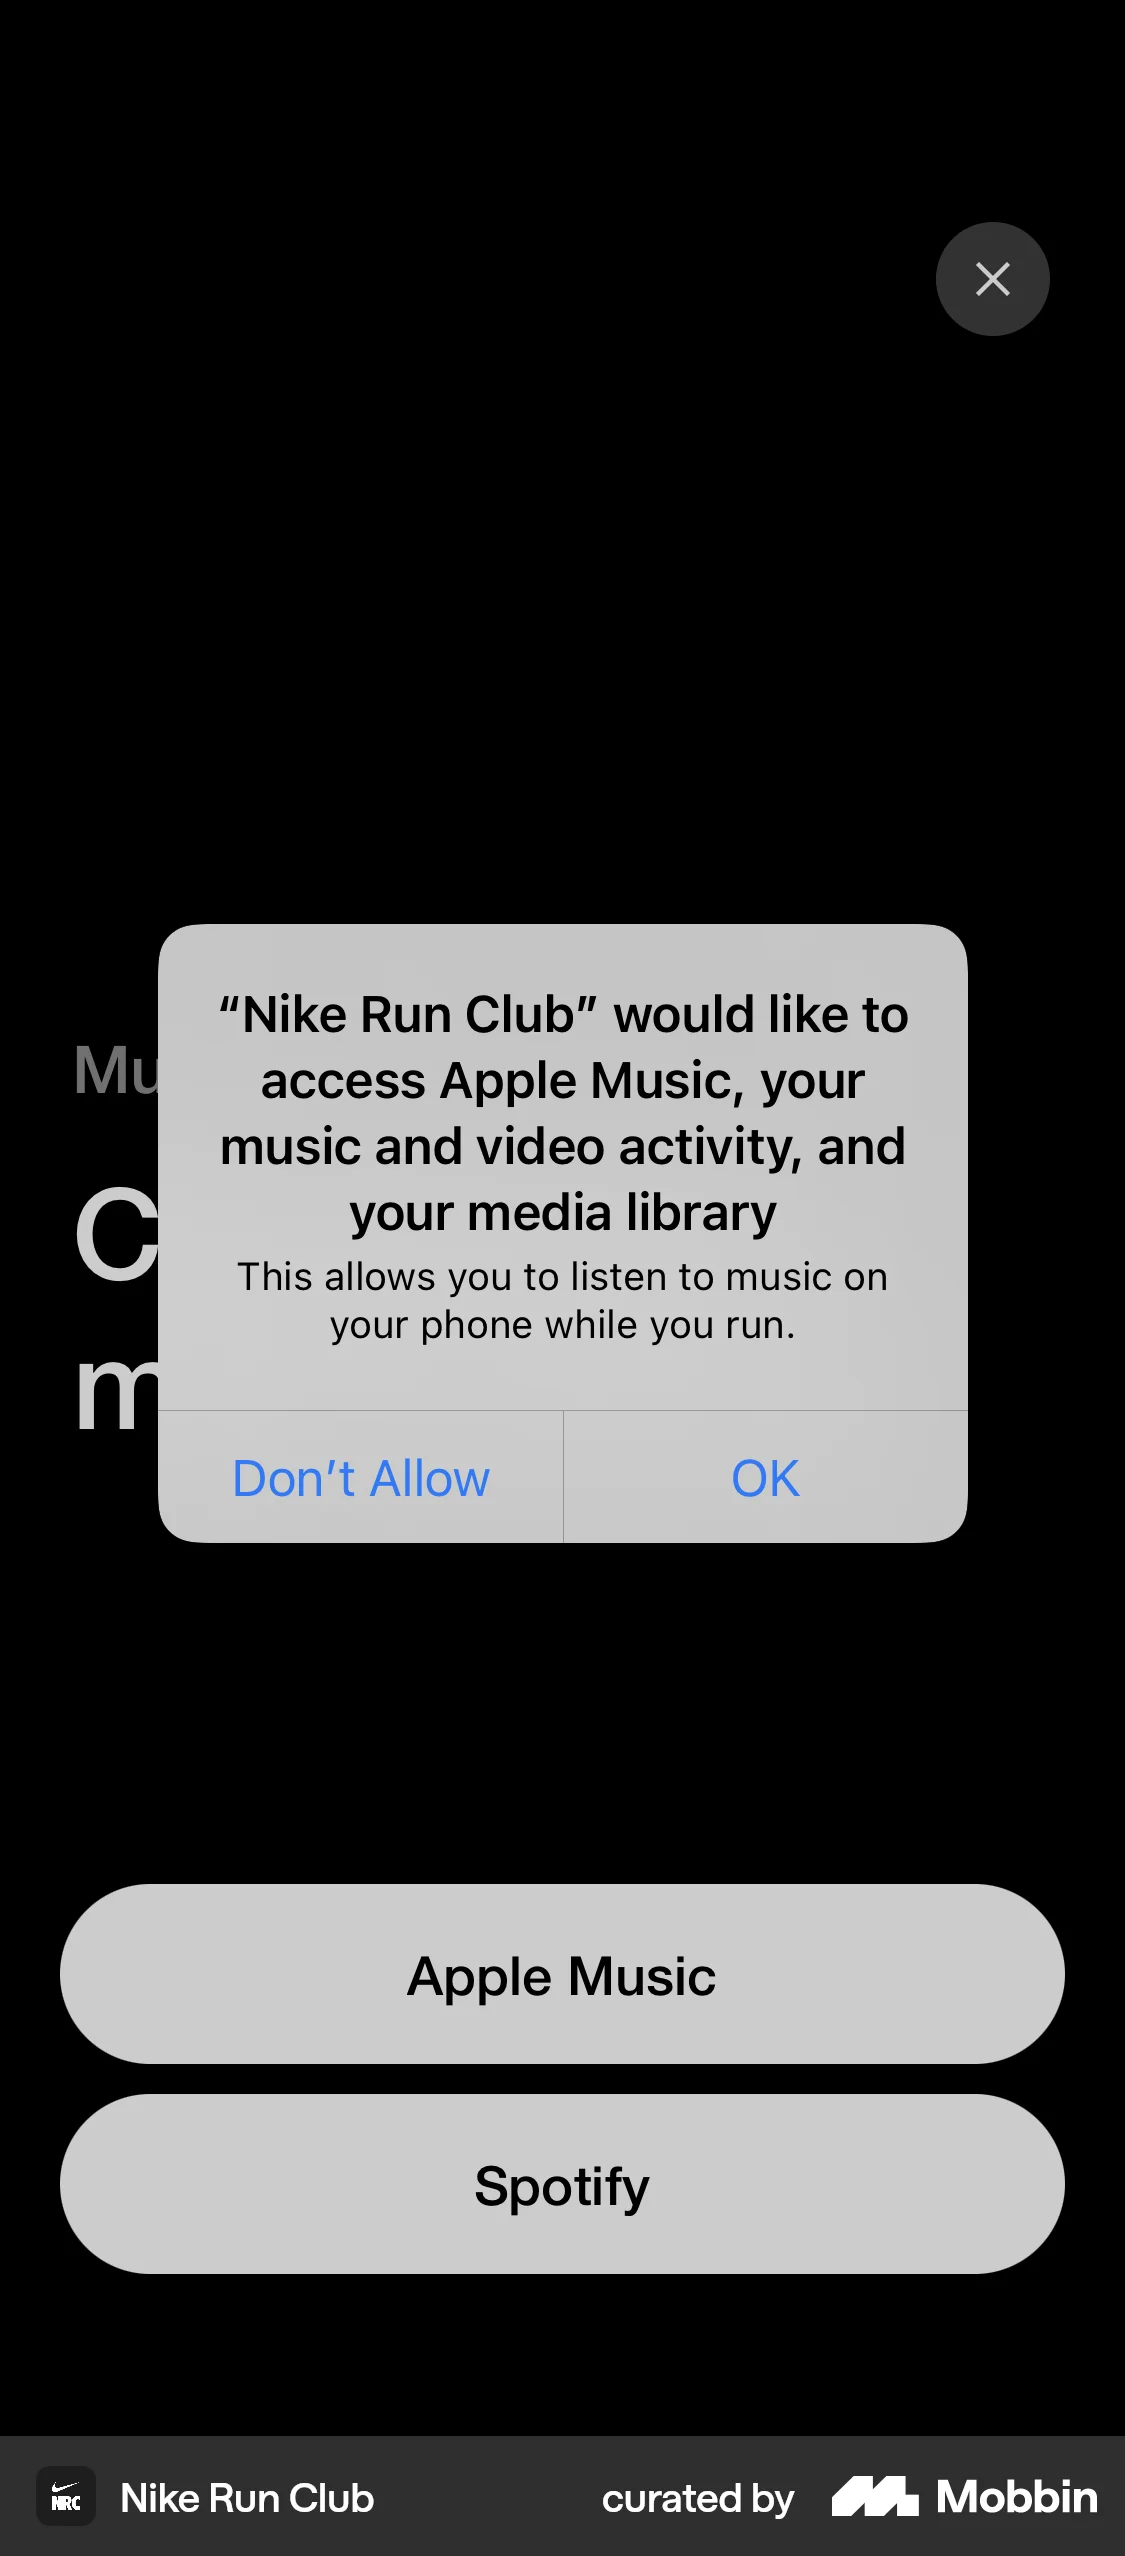 “Nike Run Club” would like to
access Apple Music, your
music and video activity, and
your media library
This allows you to listen to music on
your phone while you run.
Don’t Allow
OK
Apple Music
Spotify
NRC
Nike Run Club
curated by
Mobbin